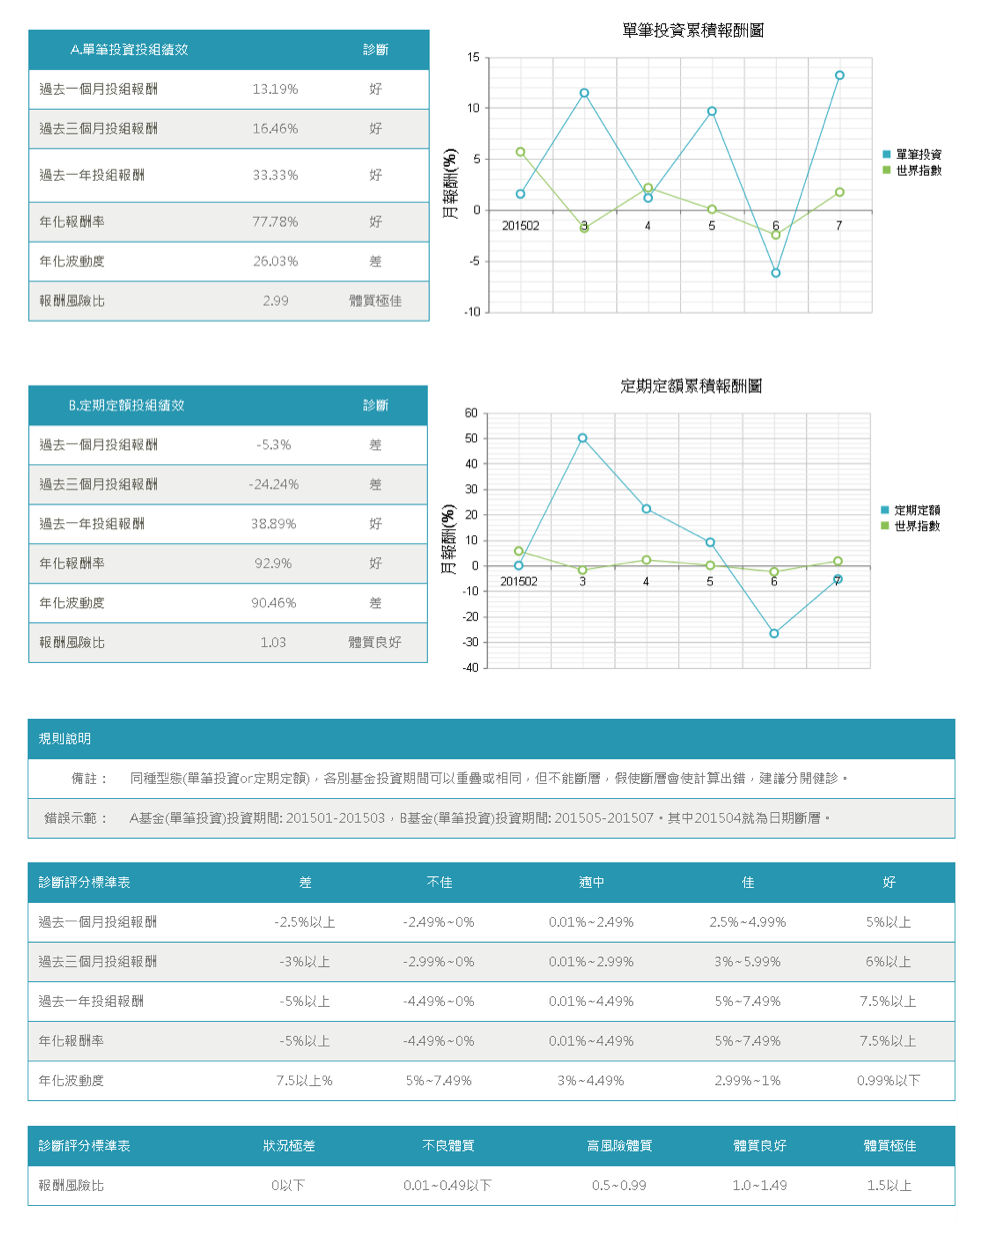 A.單筆投資投組績效 診斷
過去一個月投組報酬 13.19% 好
過去三個月投組報酬 16.46% 好
過去一年投組報酬 33.33% 好
年化報酬率 77.78% 好
年化波動度 26.03% 差
報酬風險比 2.99 體質極佳
單筆投資累積報酬圖
月報酬(%)
15
10
5
0
-5
-10
201502 3 4 5 6 7
單筆投資
世界指數
B.定期定額投組績效 診斷
過去一個月投組報酬 -5.3% 差
過去三個月投組報酬 -24.24% 差
過去一年投組報酬 38.89% 好
年化報酬率 92.9% 好
年化波動度 90.46% 差
報酬風險比 1.03 體質良好
定期定額累積報酬圖
月報酬(%)
60
50
40
30
20
10
0
-10
-20
-30
-40
201502 3 4 5 6 7
定期定額
世界指數
規則說明
備註： 同種型態(單筆投資or定期定額)，各別基金投資期間可以重疊或相同，但不能斷層，假使斷層會使計算出錯，建議分開健診。
錯誤示範： A基金(單筆投資)投資期間: 201501-201503，B基金(單筆投資)投資期間: 201505-201507。其中201504就為日期斷層。
診斷評分標準表 差 不佳 適中 佳 好
過去一個月投組報酬 -2.5%以上 -2.49%~0% 0.01%~2.49% 2.5%~4.99% 5%以上
過去三個月投組報酬 -3%以上 -2.99%~0% 0.01%~2.99% 3%~5.99% 6%以上
過去一年投組報酬 -5%以上 -4.49%~0% 0.01%~4.49% 5%~7.49% 7.5%以上
年化報酬率 -5%以上 -4.49%~0% 0.01%~4.49% 5%~7.49% 7.5%以上
年化波動度 7.5以上% 5%~7.49% 3%~4.49% 2.99%~1% 0.99%以下
診斷評分標準表 狀況極差 不良體質 高風險體質 體質良好 體質極佳
報酬風險比 0以下 0.01~0.49以下 0.5~0.99 1.0~1.49 1.5以上